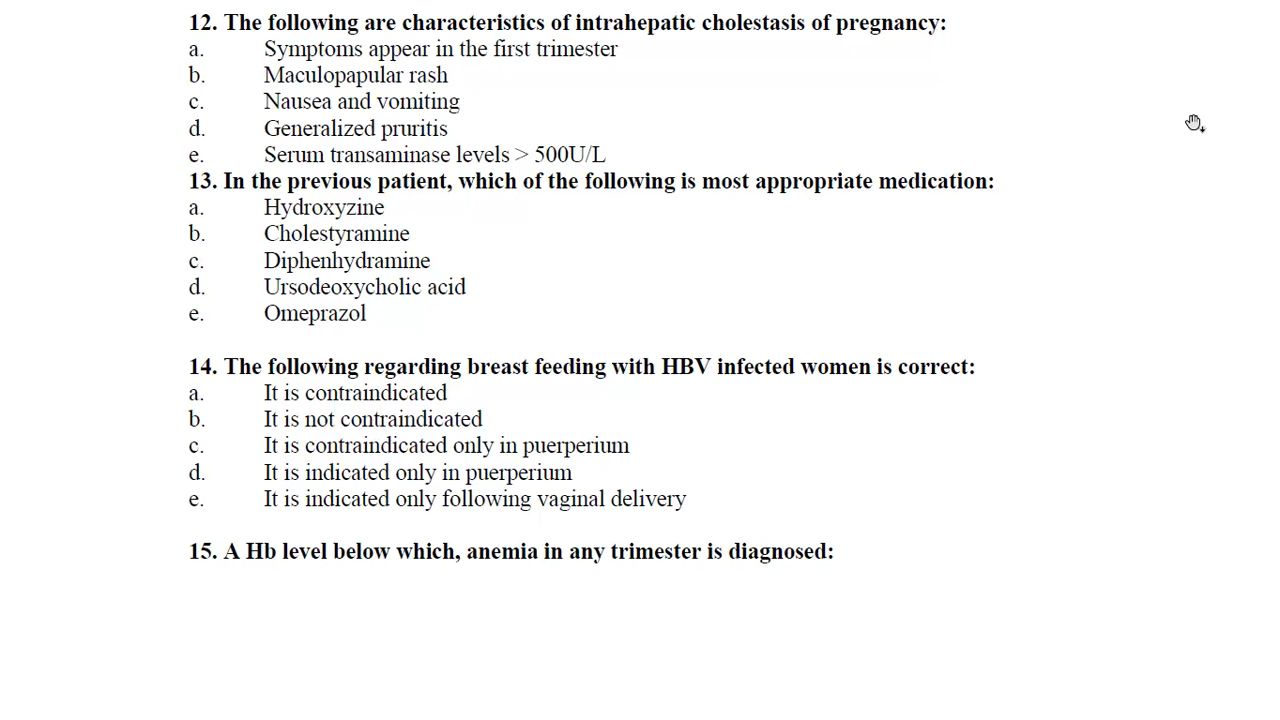 12. The following are characteristics of intrahepatic cholestasis of pregnancy:
a. Symptoms appear in the first trimester
b. Maculopapular rash
c. Nausea and vomiting
d. Generalized pruritis
e. Serum transaminase levels > 500U/L
13. In the previous patient, which of the following is most appropriate medication:
a. Hydroxyzine
b. Cholestyramine
c. Diphenhydramine
d. Ursodeoxycholic acid
e. Omeprazol
14. The following regarding breast feeding with HBV infected women is correct:
a. It is contraindicated
b. It is not contraindicated
c. It is contraindicated only in puerperium
d. It is indicated only in puerperium
e. It is indicated only following vaginal delivery
15. A Hb level below which, anemia in any trimester is diagnosed: